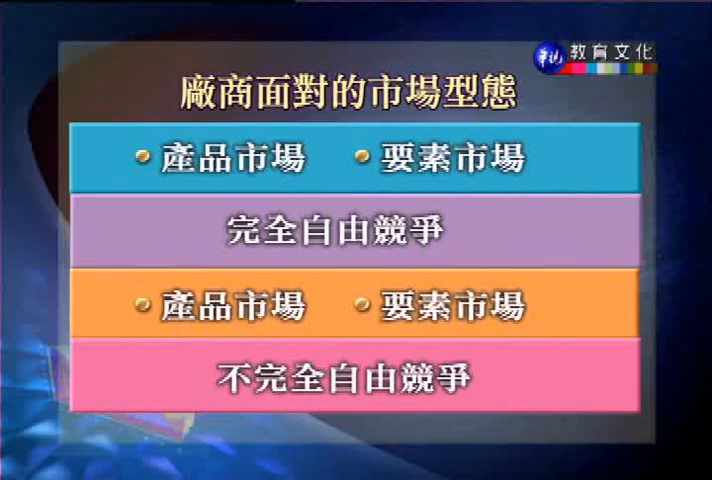 華視 教育文化
廠商面對的市場型態
•產品市場 •要素市場
完全自由競爭
•產品市場 •要素市場
不完全自由競爭